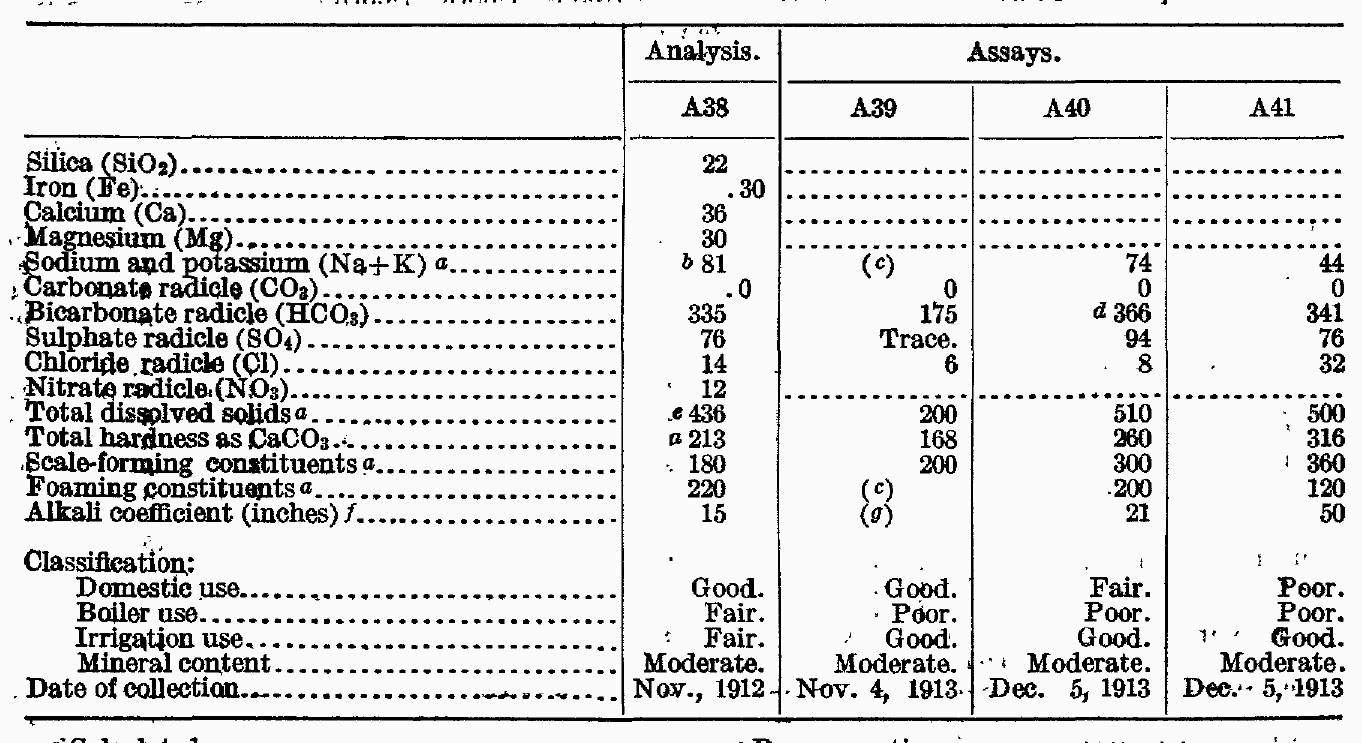 Analysis. Assays.
A38 A39 A40 A41
Silica (SiO₂) 22
Iron (Fe) .30
Calcium (Ca) 36
Magnesium (Mg) 30
Sodium and potassium (Na+K) a b 81 (c) 74 44
Carbonate radicle (CO₃) .0 0 0 0
Bicarbonate radicle (HCO₃) 335 175 d 366 341
Sulphate radicle (SO₄) 76 Trace. 94 76
Chloride radicle (Cl) 14 6 8 32
Nitrate radicle (NO₃) 12
Total dissolved solids a e 436 200 510 500
Total hardness as CaCO₃ a 213 168 260 316
Scale-forming constituents a 180 200 300 360
Foaming constituents a 220 (c) 200 120
Alkali coefficient (inches) f 15 (g) 21 50
Classification:
Domestic use Good. Good. Fair. Poor.
Boiler use Fair. Poor. Poor. Poor.
Irrigation use Fair. Good. Good. Good.
Mineral content Moderate. Moderate. Moderate. Moderate.
Date of collection Nov., 1912 Nov. 4, 1913 Dec. 5, 1913 Dec. 5, 1913